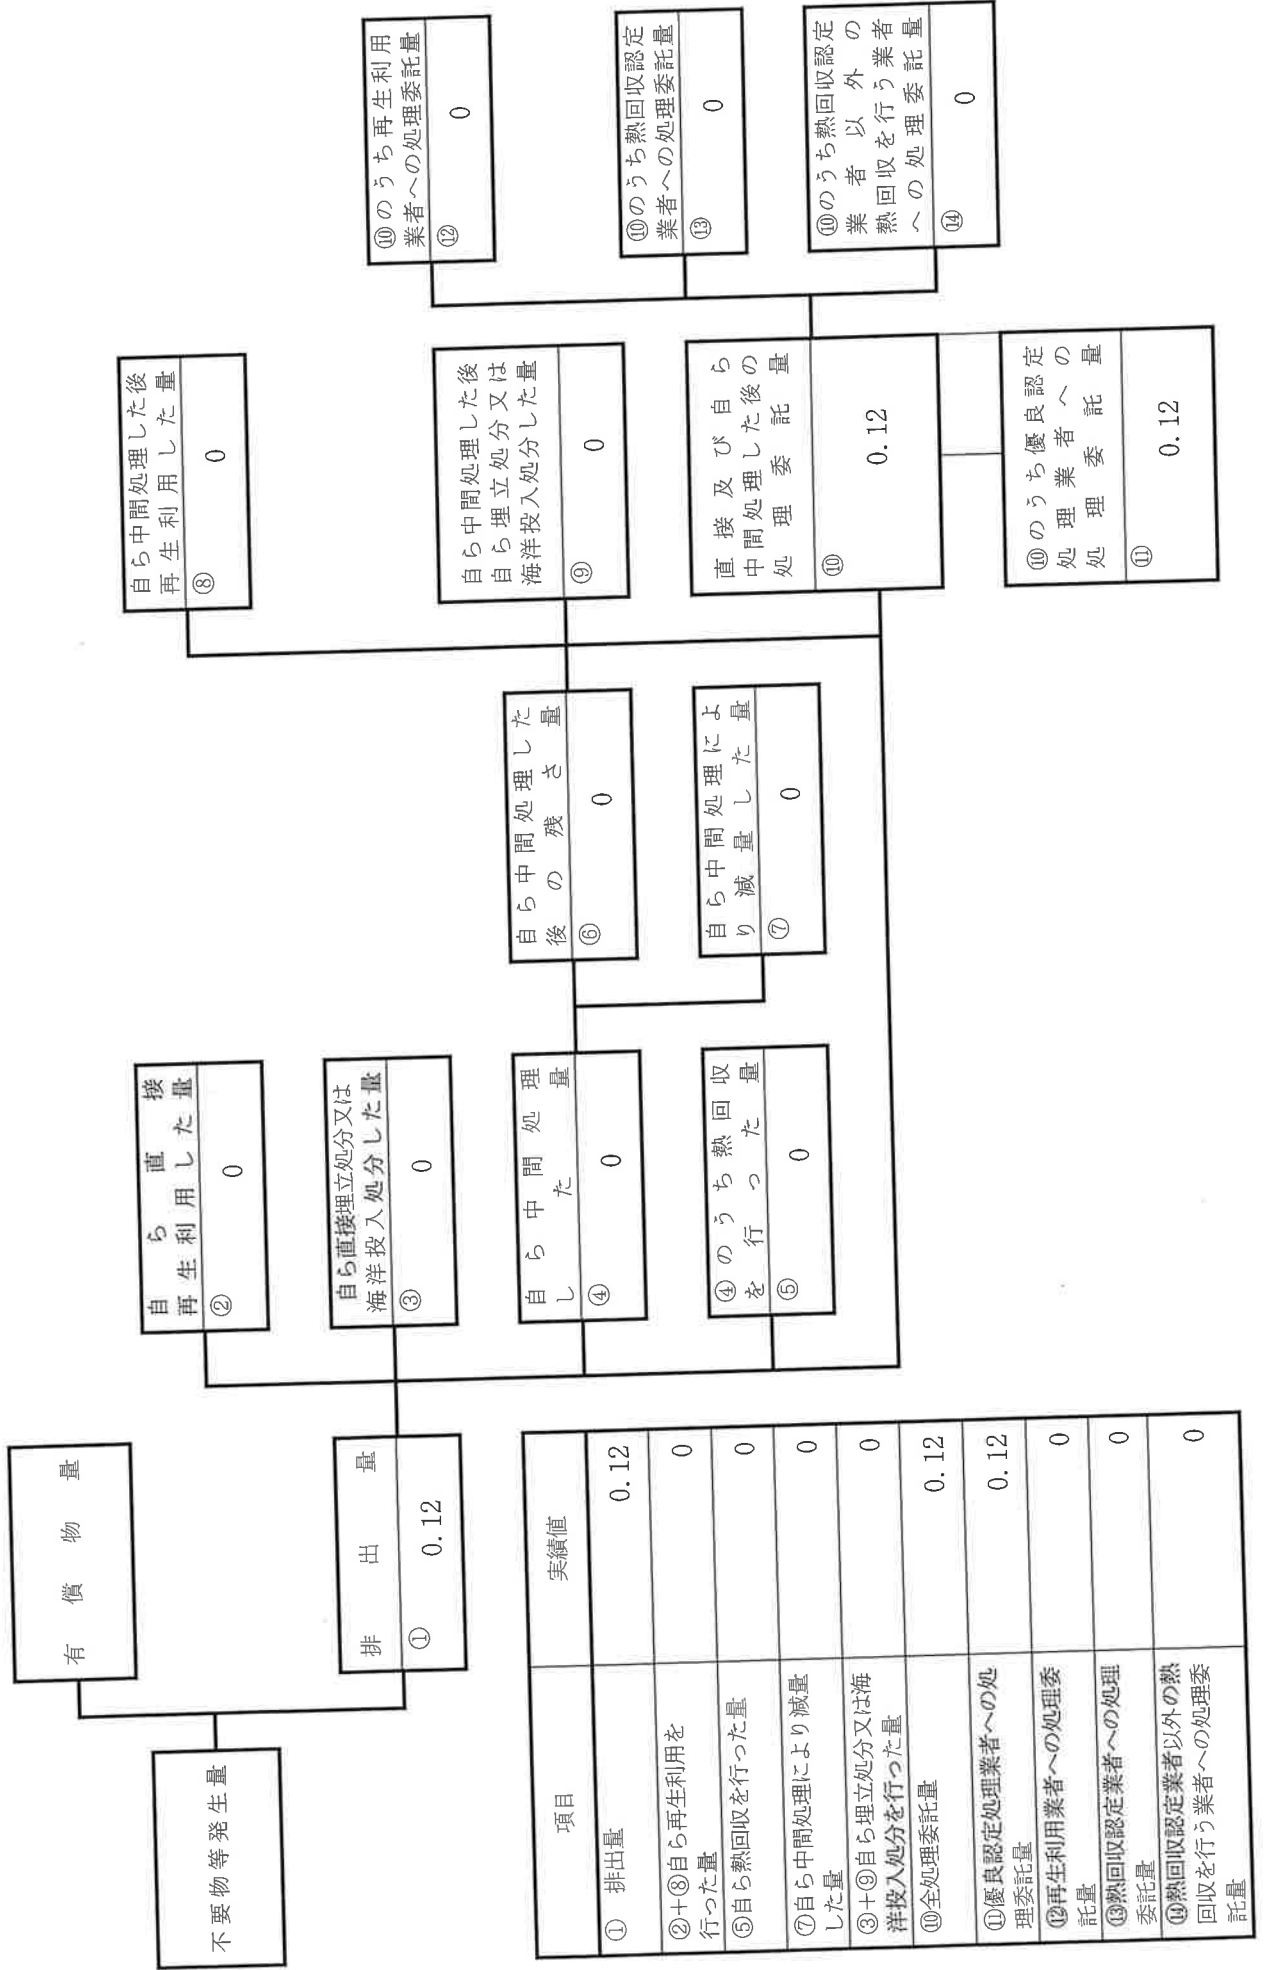 不要物等発生量
有償物量
排出量
①
0.12
自ら直接
再生利用した量
②
0
自ら直接埋立処分又は
海洋投入処分した量
③
0
自ら中間処理
した量
④
0
④のうち熱回収
を行った量
⑤
0
自ら中間処理した
後の残さ量
⑥
0
自ら中間処理によ
り減量した量
⑦
0
自ら中間処理した後
再生利用した量
⑧
0
自ら中間処理した後
自ら埋立処分又は
海洋投入処分した量
⑨
0
直接及び自ら
中間処理した後の
処理委託量
⑩
0.12
⑩のうち優良認定
処理業者への
処理委託量
⑪
0.12
⑩のうち再生利用
業者への処理委託量
⑫
0
⑩のうち熱回収認定
業者への処理委託量
⑬
0
⑩のうち熱回収認定
業者以外の
熱回収を行う業者
への処理委託量
⑭
0
項目 実績値
① 排出量 0.12
②+⑧自ら再生利用を
行った量 0
⑤自ら熱回収を行った量 0
⑦自ら中間処理により減量
した量 0
③+⑨自ら埋立処分又は海
洋投入処分を行った量 0
⑩全処理委託量 0.12
⑪優良認定処理業者への処
理委託量 0.12
⑫再生利用業者への処理委
託量 0
⑬熱回収認定業者への処理
委託量 0
⑭熱回収認定業者以外の熱
回収を行う業者への処理委
託量 0